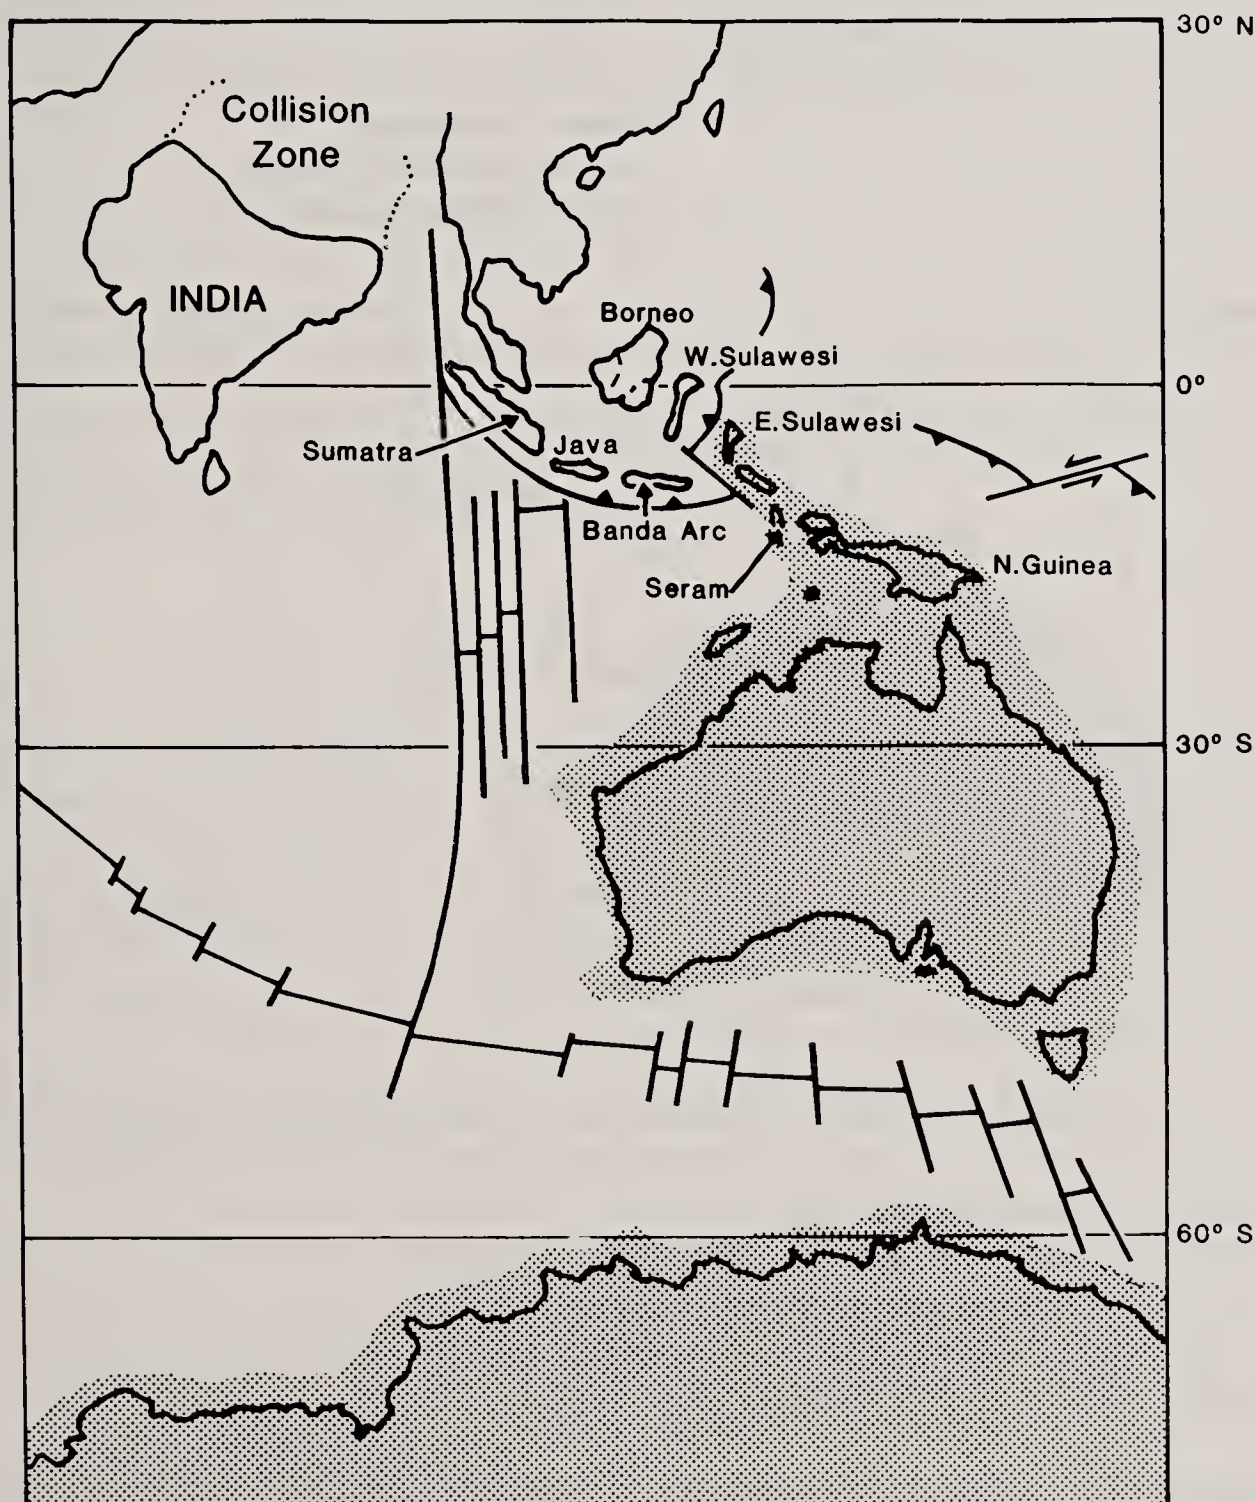 30° N
Collision
Zone
INDIA
Borneo
W.Sulawesi
0°
E.Sulawesi
Sumatra
Java
Banda Arc
N.Guinea
Seram
30° S
60° S